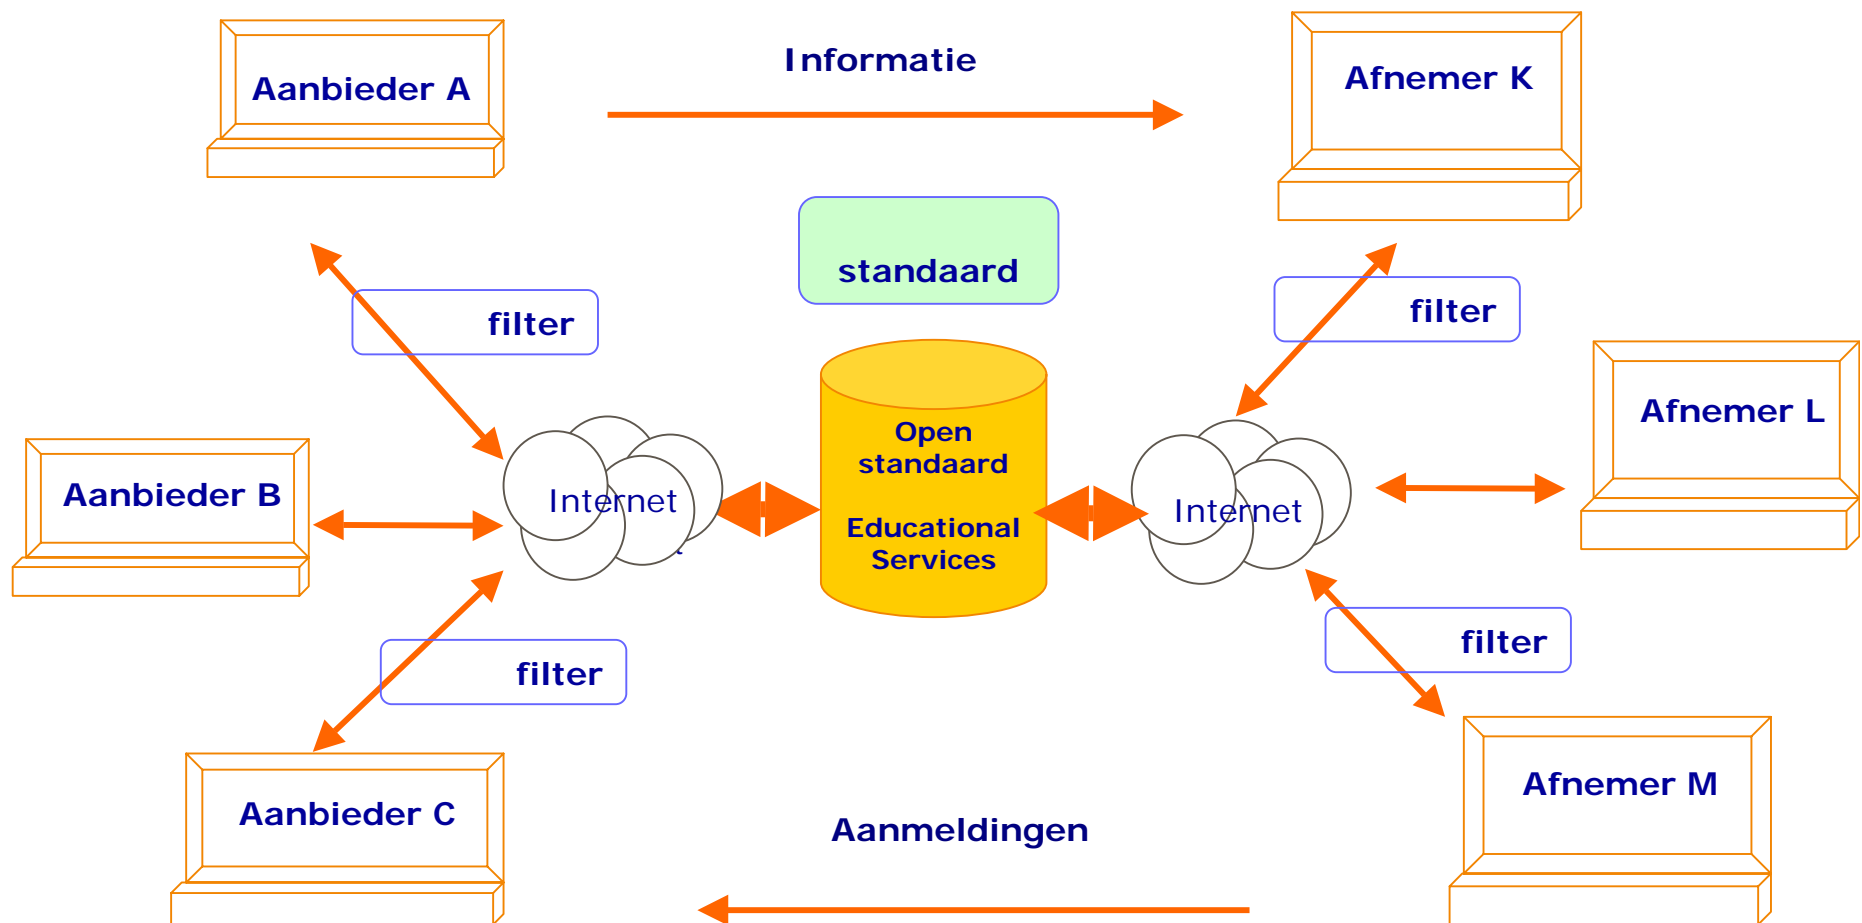 Informatie
Aanbieder A
Afnemer K
standaard
filter
filter
Afnemer L
Open
standaard
Educational
Services
Internet
Internet
Aanbieder B
filter
filter
Afnemer M
Aanbieder C
Aanmeldingen